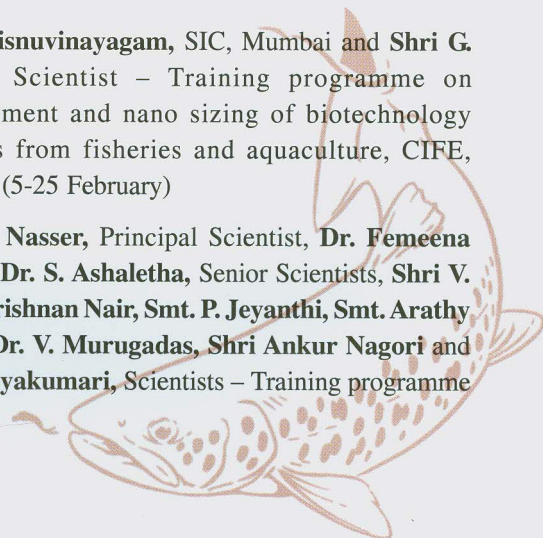 isnuvinayagam, SIC, Mumbai and Shri G.
Scientist – Training programme on
ment and nano sizing of biotechnology
s from fisheries and aquaculture, CIFE,
(5-25 February)
Nasser, Principal Scientist, Dr. Femeena
Dr. S. Ashaletha, Senior Scientists, Shri V.
rishnan Nair, Smt. P. Jeyanthi, Smt. Arathy
Dr. V. Murugadas, Shri Ankur Nagori and
yakumari, Scientists – Training programme